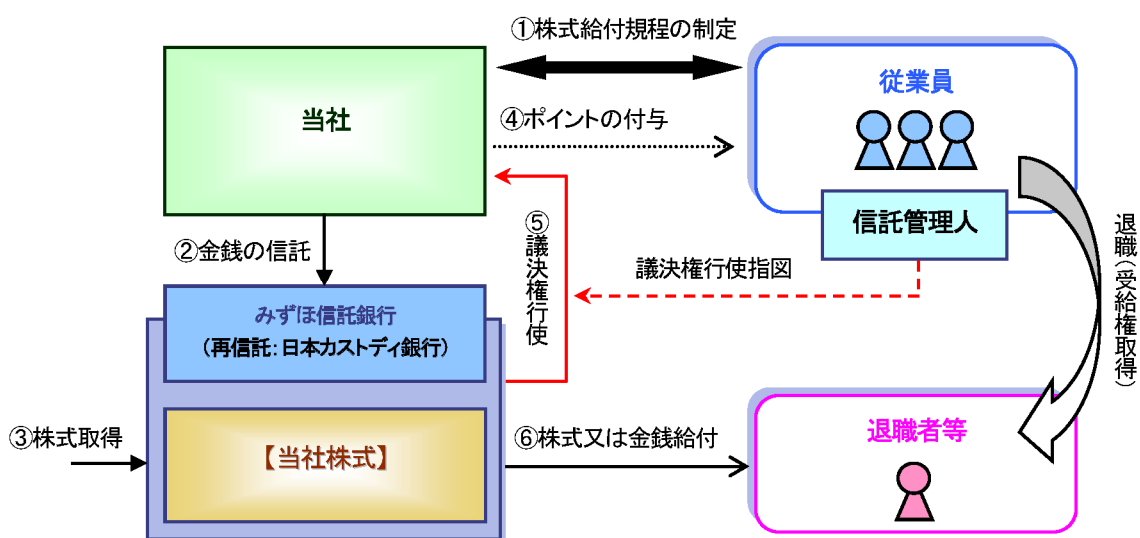 ①株式給付規程の制定
当社
従業員
④ポイントの付与
信託管理人
②金銭の信託
⑤議決権行使
議決権行使指図
退職(受給権取得)
みずほ信託銀行
(再信託:日本カストディ銀行)
③株式取得
【当社株式】
⑥株式又は金銭給付
退職者等